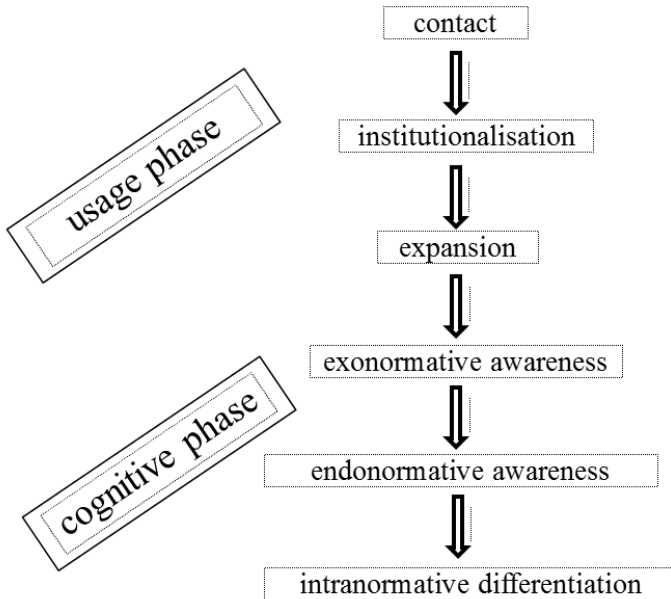 contact
usage phase
institutionalisation
expansion
exonormative awareness
cognitive phase
endonormative awareness
intranormative differentiation